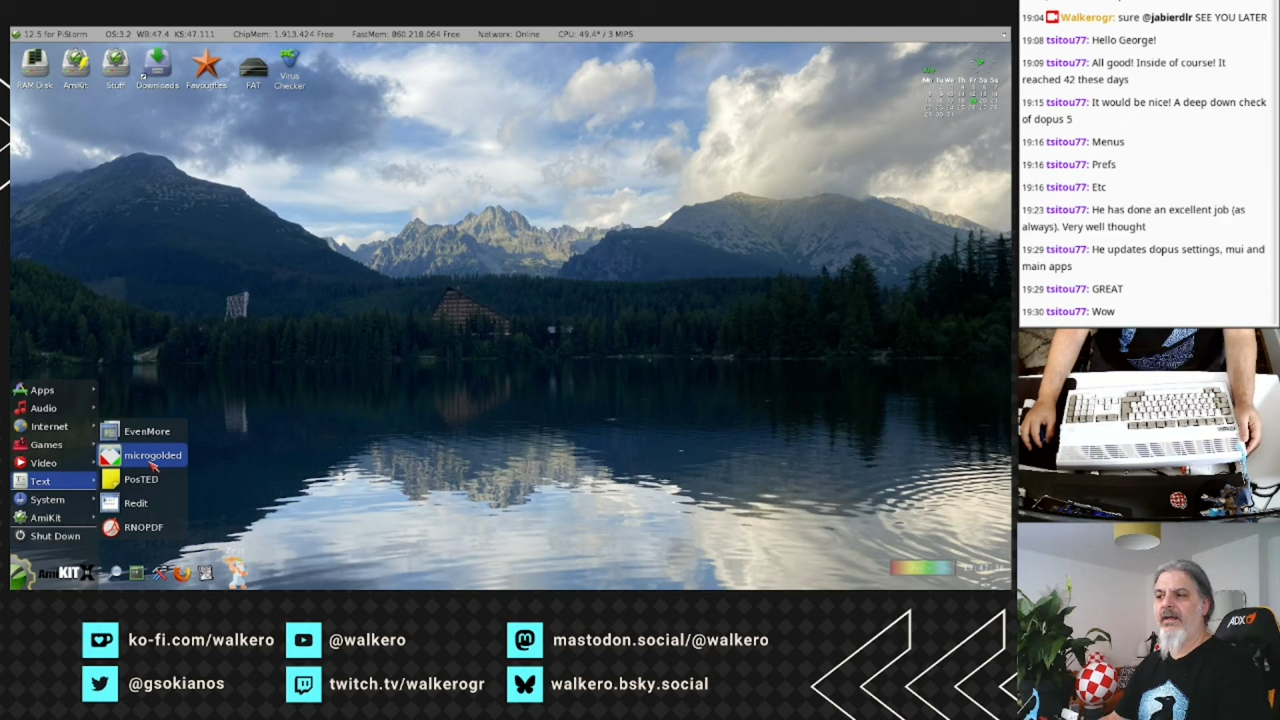 12.5 for PiStorm OS:3.2 WB:47.4 KS:47.111 ChipMem: 1.913.424 Free FastMem: 860.218.064 Free Network: Online CPU: 49.4° / 3 MIPS
RAM Disk AmiKit Stuff Downloads Favourites FAT Virus
Checker
Apps
Audio
Internet
Games
Video
Text
System
AmiKit
Shut Down
EvenMore
microgolded
PosTED
Redit
RNOPDF
Zeus
AmiKIT X
19:04 Walkerogr: sure @jabierdlr SEE YOU LATER
19:08 tsitou77: Hello George!
19:09 tsitou77: All good! Inside of course! It
reached 42 these days
19:15 tsitou77: It would be nice! A deep down check
of dopus 5
19:16 tsitou77: Menus
19:16 tsitou77: Prefs
19:16 tsitou77: Etc
19:23 tsitou77: He has done an excellent job (as
always). Very well thought
19:29 tsitou77: He updates dopus settings, mui and
main apps
19:29 tsitou77: GREAT
19:30 tsitou77: Wow
ADX
ko-fi.com/walkero @walkero mastodon.social/@walkero
@gsokianos twitch.tv/walkerogr walkero.bsky.social